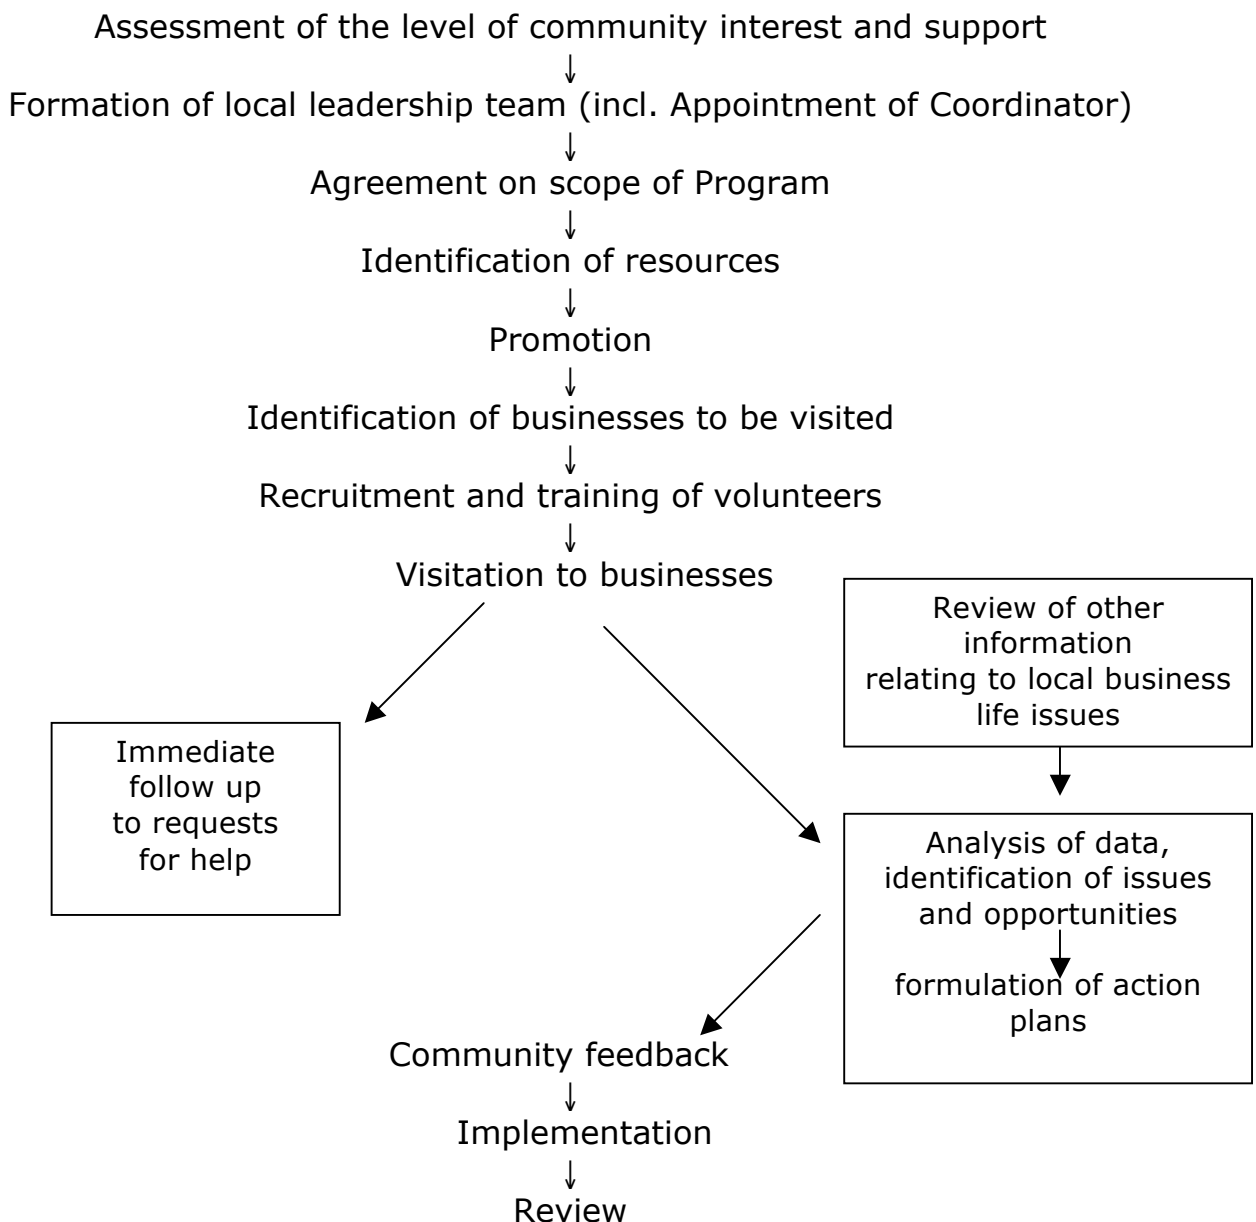 Assessment of the level of community interest and support
Formation of local leadership team (incl. Appointment of Coordinator)
Agreement on scope of Program
Identification of resources
Promotion
Identification of businesses to be visited
Recruitment and training of volunteers
Visitation to businesses
Review of other
information
relating to local business
life issues
Immediate
follow up
to requests
for help
Analysis of data,
identification of issues
and opportunities
formulation of action
plans
Community feedback
Implementation
Review